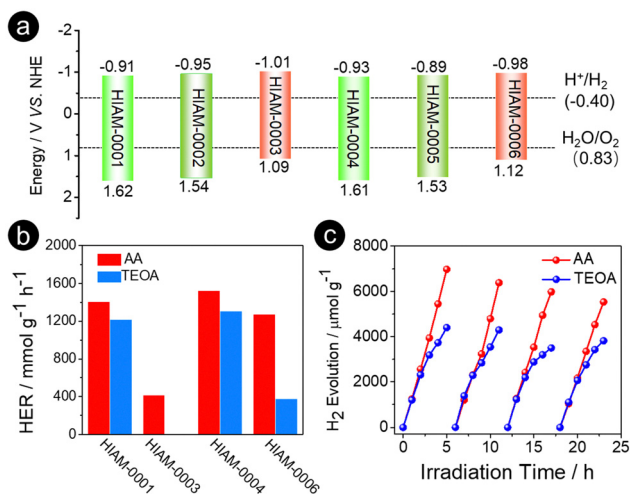 a
Energy / V VS. NHE
-2
-1
0
1
2
-0.91
-0.95
-1.01
-0.93
-0.89
-0.98
HIAM-0001
HIAM-0002
HIAM-0003
HIAM-0004
HIAM-0005
HIAM-0006
1.62
1.54
1.09
1.61
1.53
1.12
H⁺/H₂
(-0.40)
H₂O/O₂
(0.83)
b
HER / mmol g⁻¹ h⁻¹
2000
1600
1200
800
400
0
AA
TEOA
HIAM-0001
HIAM-0003
HIAM-0004
HIAM-0006
c
H₂ Evolution / μmol g⁻¹
8000
6000
4000
2000
0
AA
TEOA
0 5 10 15 20 25
Irradiation Time / h